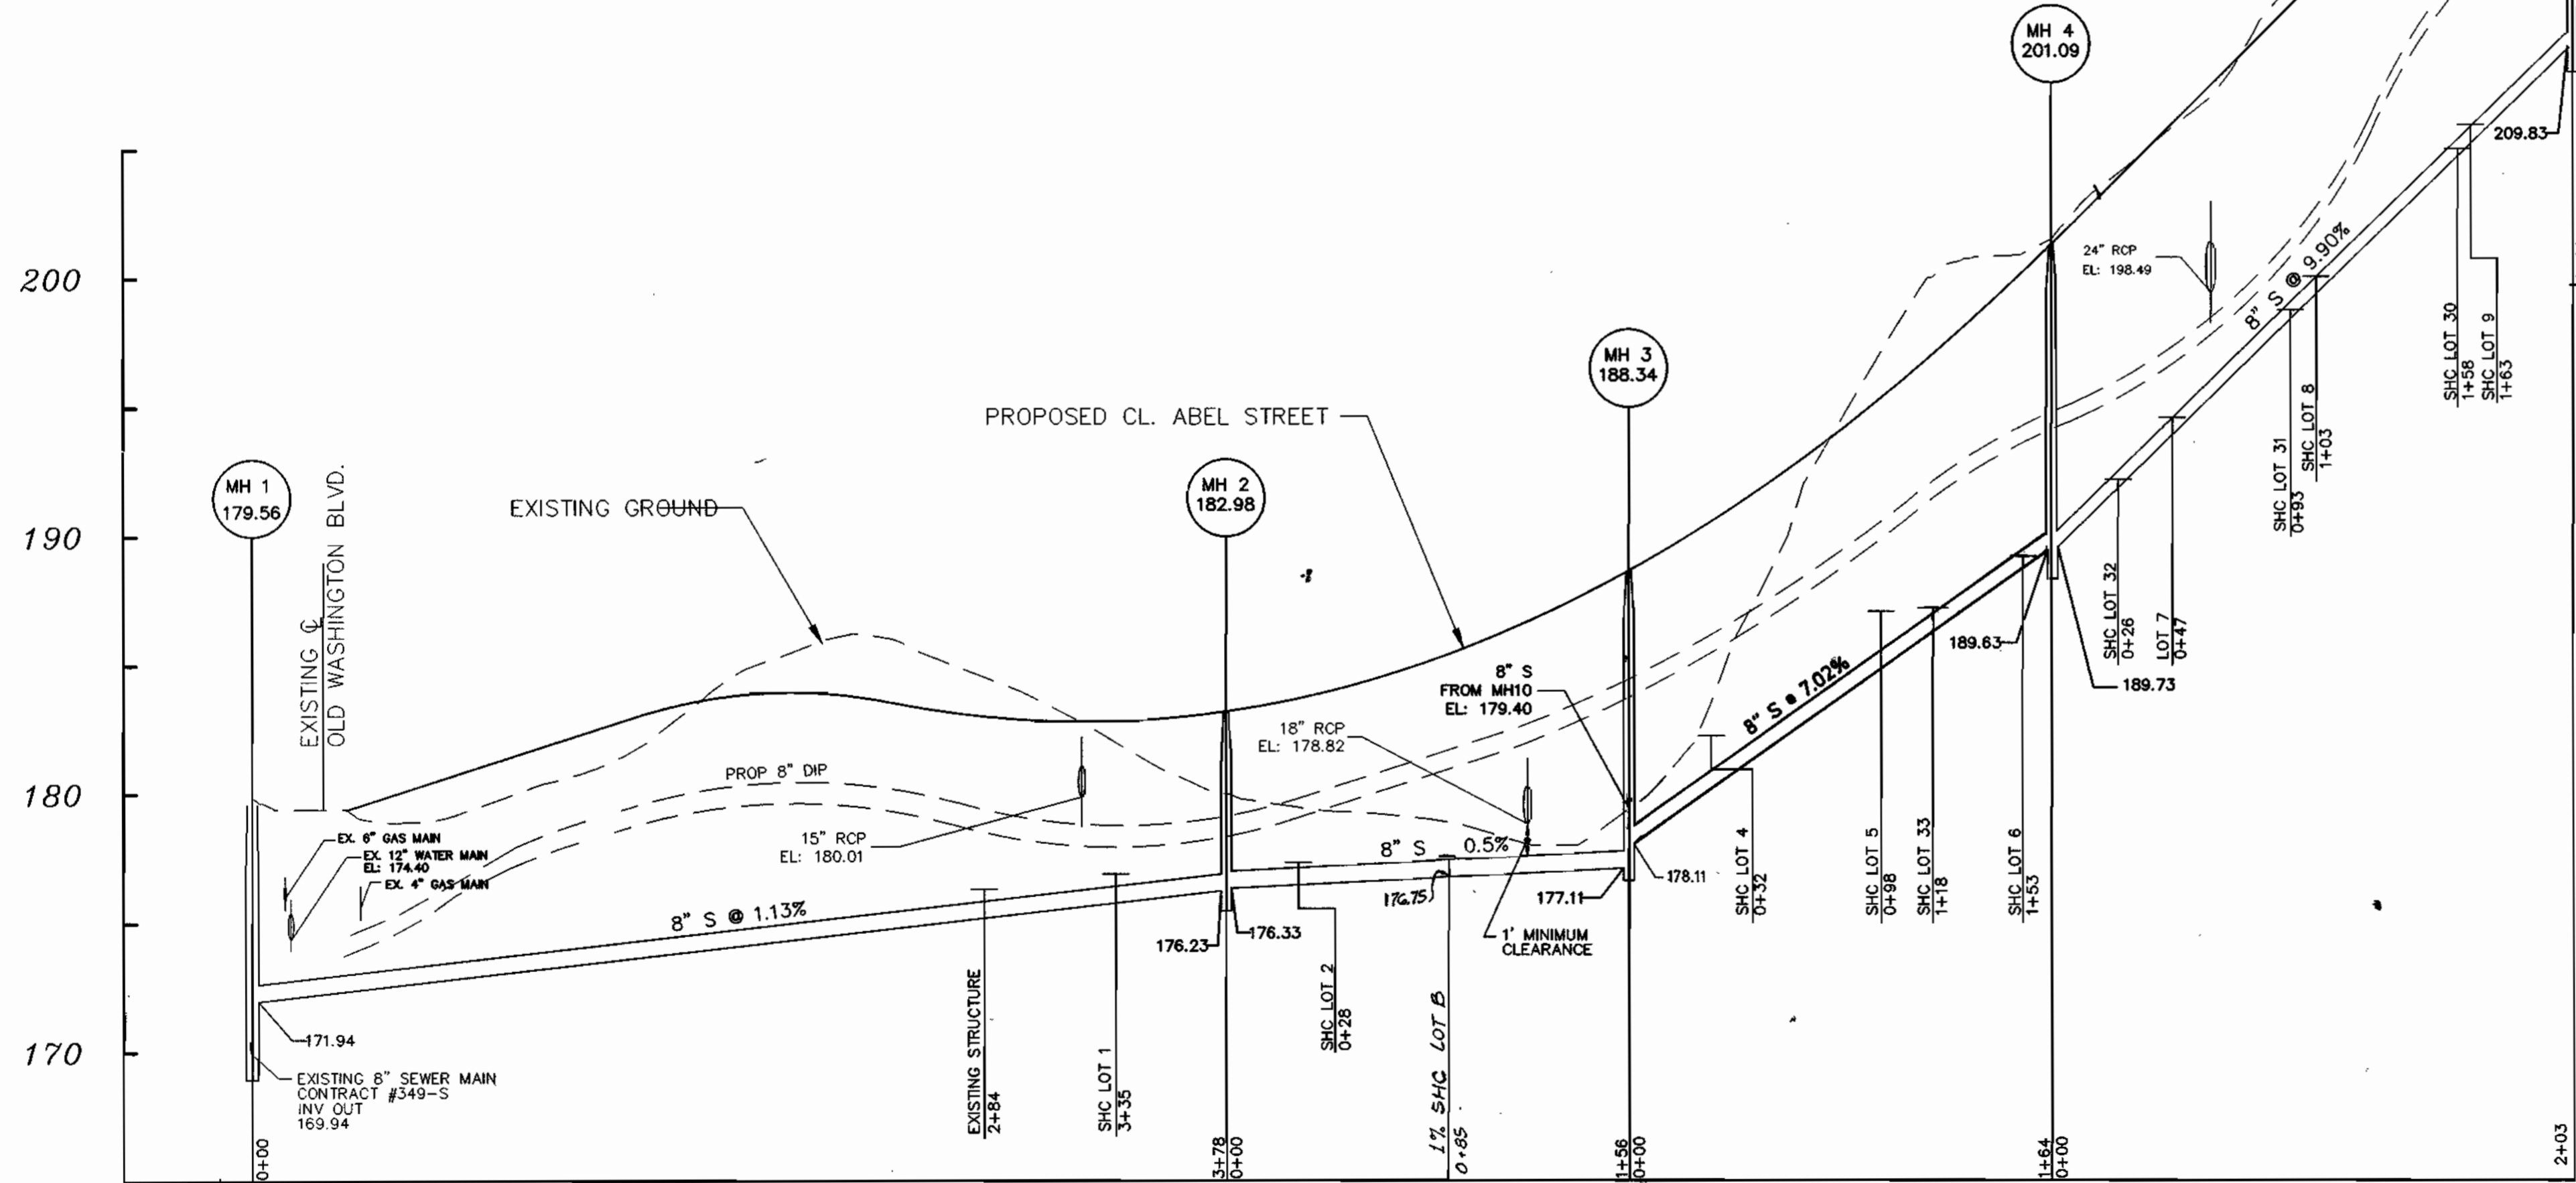 MH 4
201.09
209.83
200
24" RCP
EL: 198.49
8" S @ 9.90%
SHC LOT 30
1+58
SHC LOT 9
1+63
MH 3
188.34
SHC LOT 31
0+93
SHC LOT 8
1+03
PROPOSED CL. ABEL STREET
EXISTING GROUND
MH 1
179.56
MH 2
182.98
190
EXISTING ℄
OLD WASHINGTON BLVD.
SHC LOT 32
0+26
LOT 7
0+47
189.63
189.73
8" S
FROM MH10
EL: 179.40
8" S @ 7.02%
18" RCP
EL: 178.82
PROP 8" DIP
180
15" RCP
EL: 180.01
EX. 6" GAS MAIN
EX. 12" WATER MAIN
EL: 174.40
EX. 4" GAS MAIN
8" S 0.5%
176.75
177.11
178.11
1' MINIMUM
CLEARANCE
SHC LOT 4
0+32
SHC LOT 5
0+98
SHC LOT 33
1+18
SHC LOT 6
1+53
8" S @ 1.13%
176.23
176.33
EXISTING STRUCTURE
2+84
SHC LOT 1
3+35
SHC LOT 2
0+28
1% SHC LOT B
0+85
170
171.94
EXISTING 8" SEWER MAIN
CONTRACT #349-S
INV OUT
169.94
0+00
3+78
0+00
1+56
0+00
1+64
0+00
2+03